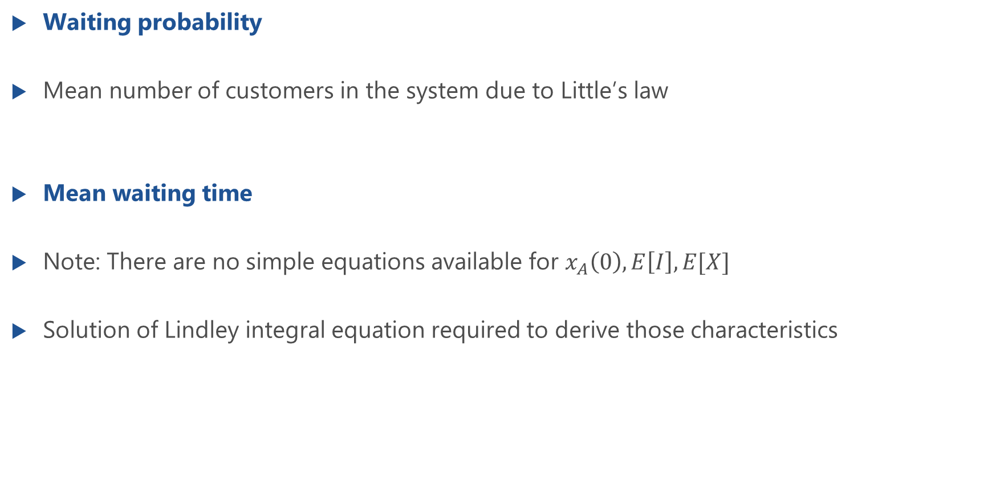 ▶ Waiting probability
▶ Mean number of customers in the system due to Little’s law
▶ Mean waiting time
▶ Note: There are no simple equations available for $x_A(0), E[I], E[X]$
▶ Solution of Lindley integral equation required to derive those characteristics